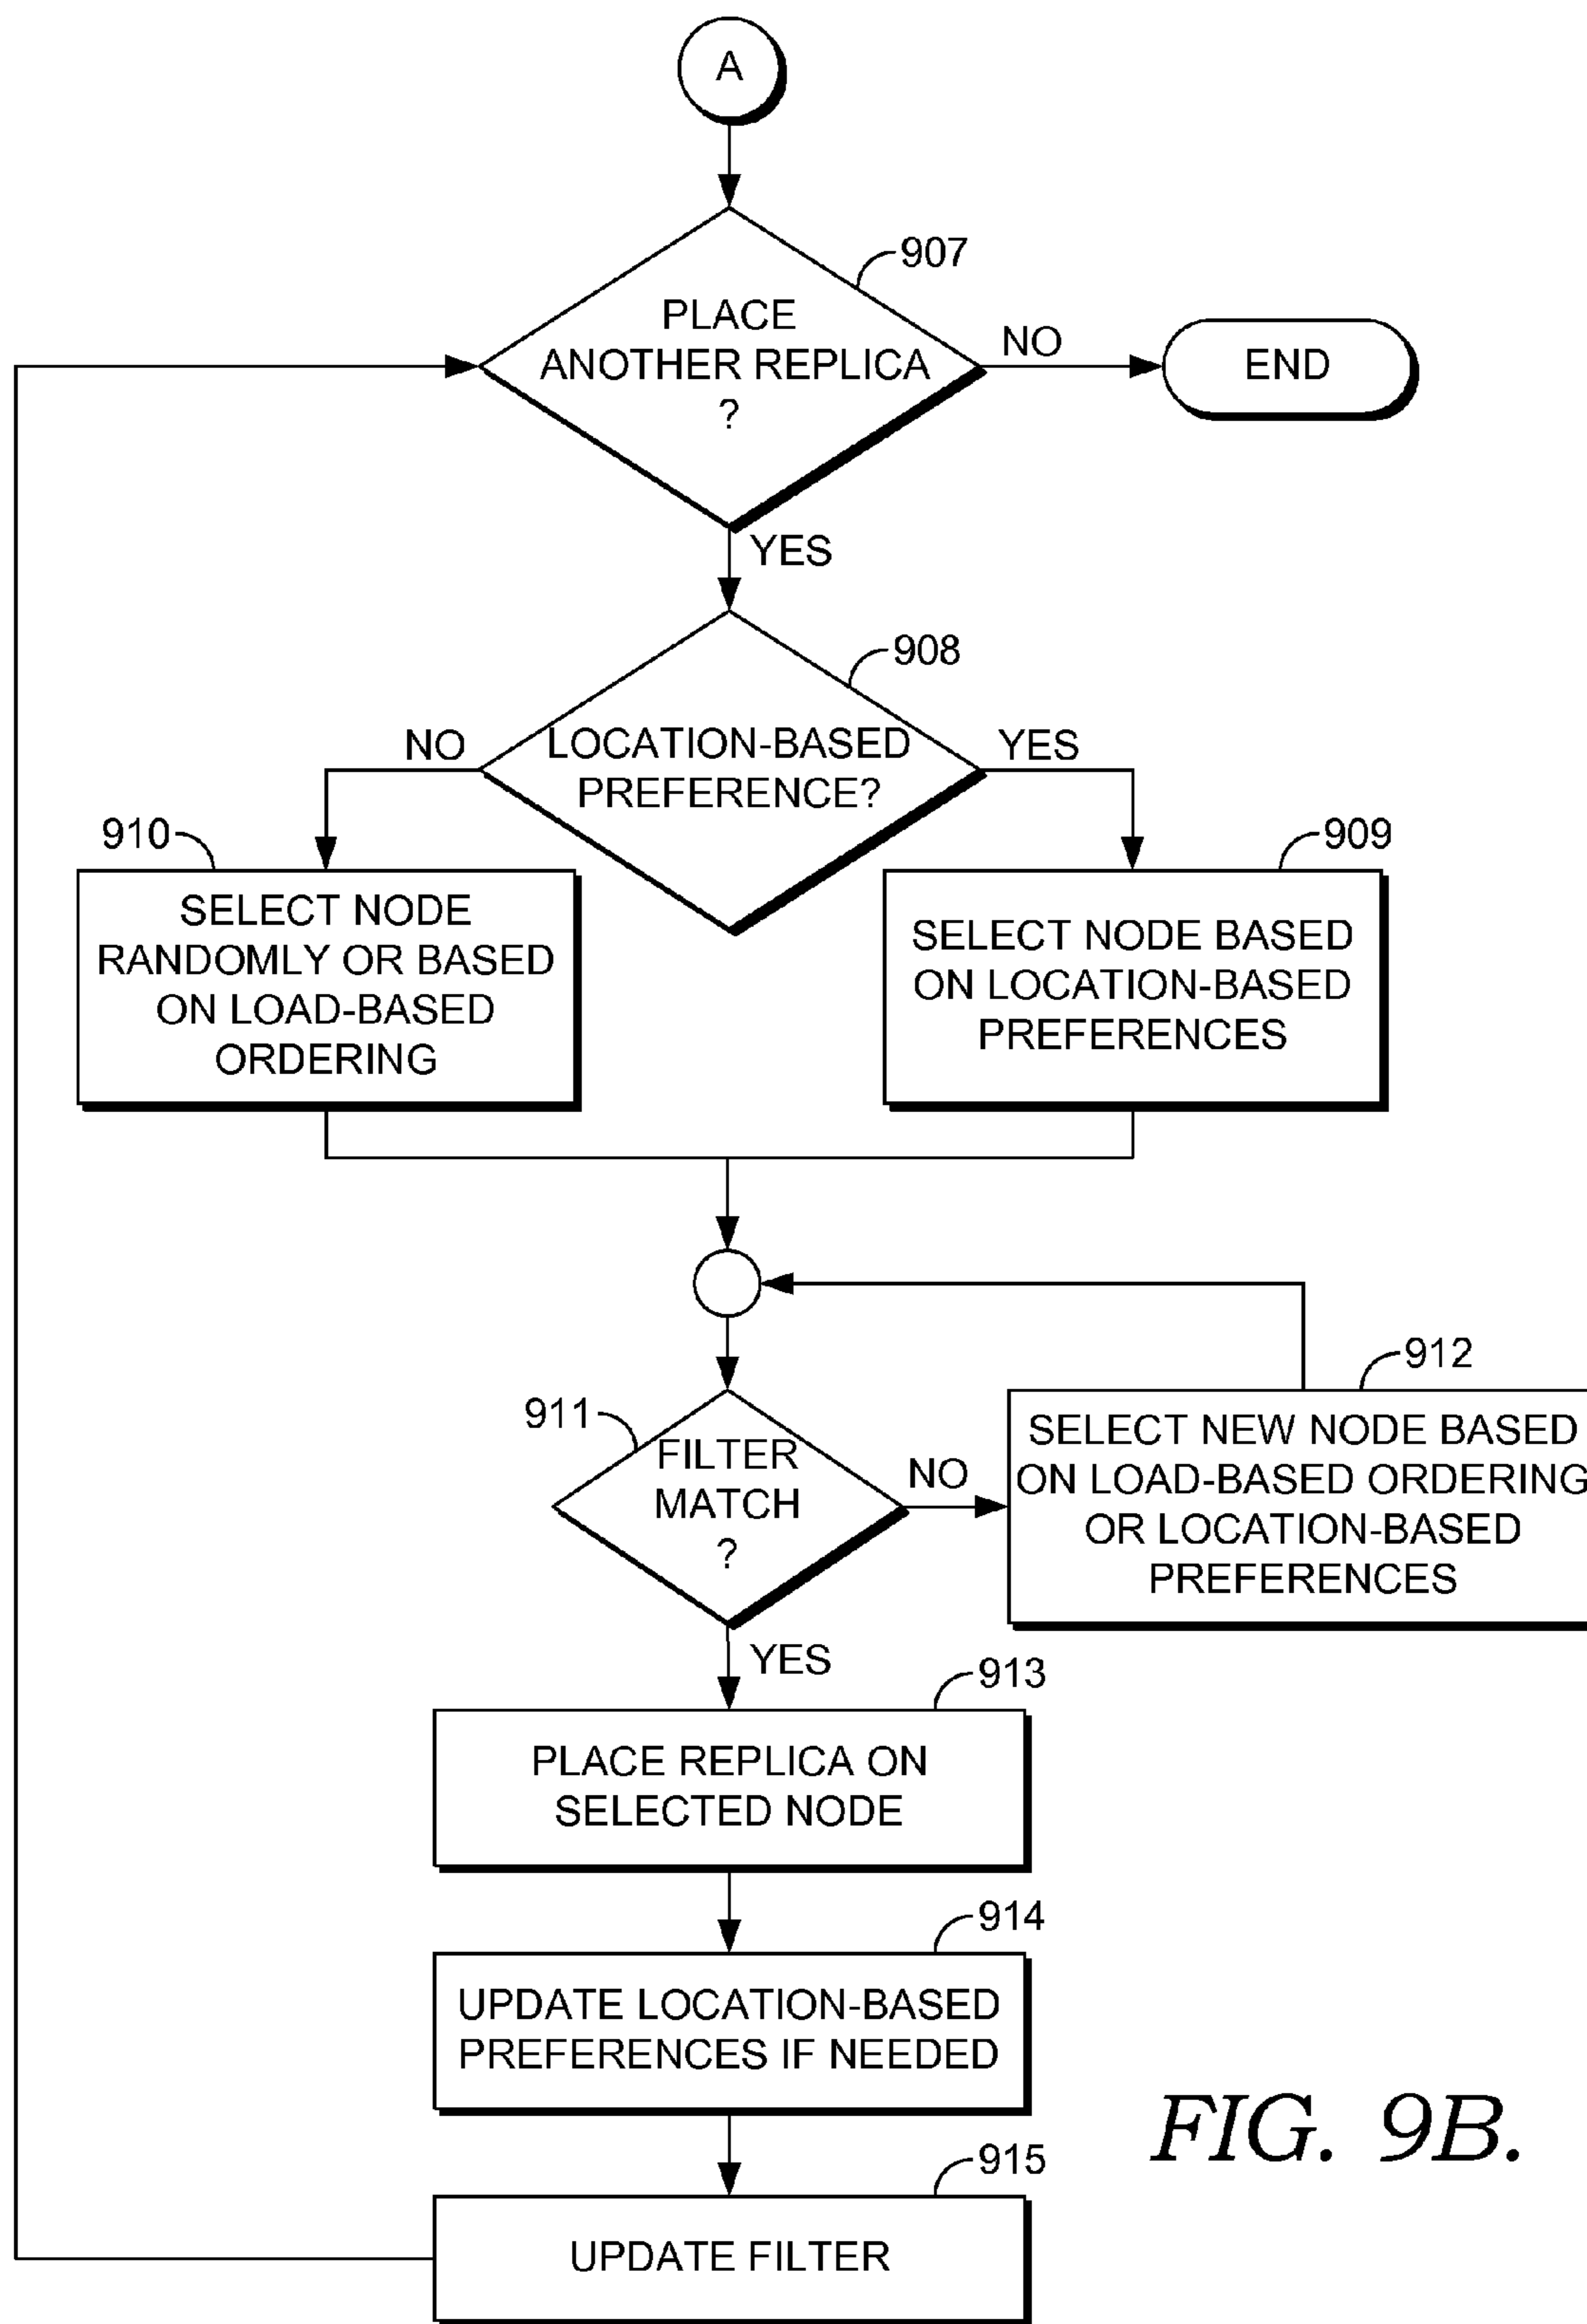 A
907
PLACE
ANOTHER REPLICA
?
NO
END
YES
908
LOCATION-BASED
PREFERENCE?
NO
YES
910
909
SELECT NODE
RANDOMLY OR BASED
ON LOAD-BASED
ORDERING
SELECT NODE BASED
ON LOCATION-BASED
PREFERENCES
911
FILTER
MATCH
?
NO
912
SELECT NEW NODE BASED
ON LOAD-BASED ORDERING
OR LOCATION-BASED
PREFERENCES
YES
913
PLACE REPLICA ON
SELECTED NODE
914
UPDATE LOCATION-BASED
PREFERENCES IF NEEDED
915
UPDATE FILTER
FIG. 9B.